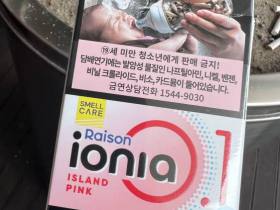 ⑲세 미만 청소년에게 판매 금지!
담배연기에는 발암성 물질인 나프틸아민, 니켈, 벤젠,
비닐 크롤라이드, 비소, 카드뮴이 들어있습니다.
금연상담전화 1544-9030
SMELL
CARE
Raison
ionia
0.1
ISLAND
PINK